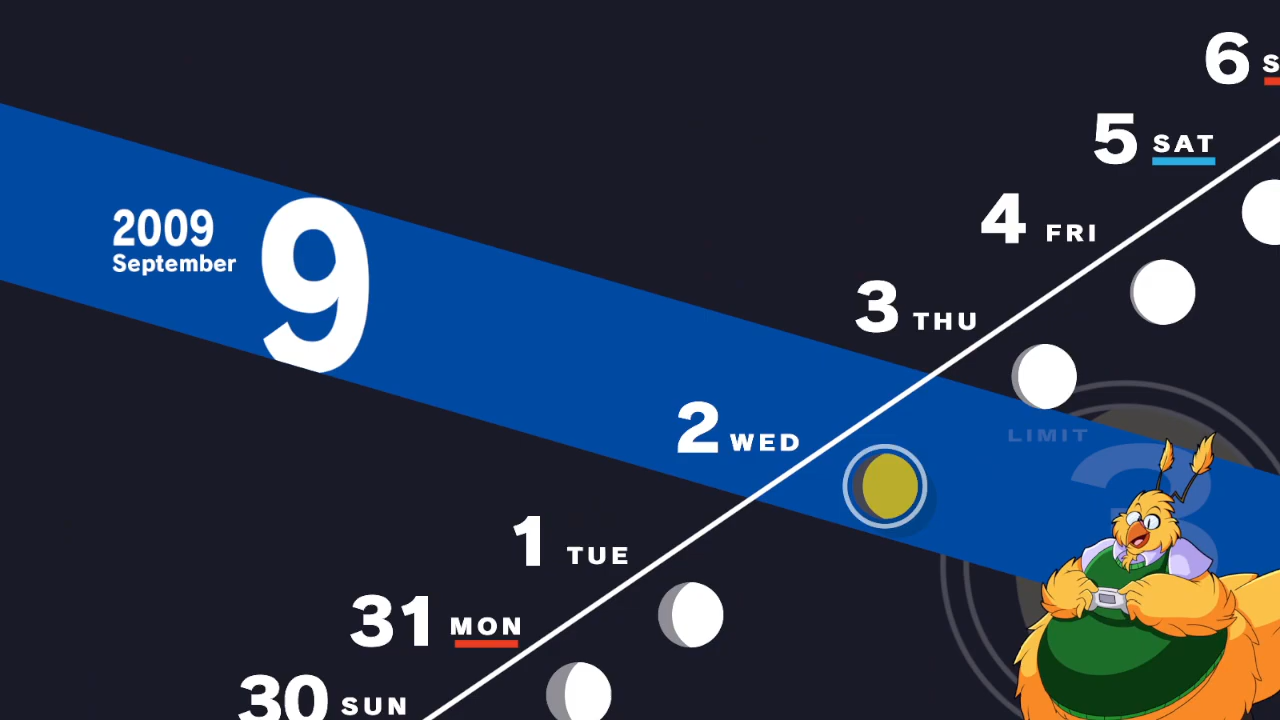 6 S
5 SAT
4 FRI
3 THU
2009
September
9
2 WED
LIMIT
3
1 TUE
31 MON
30 SUN